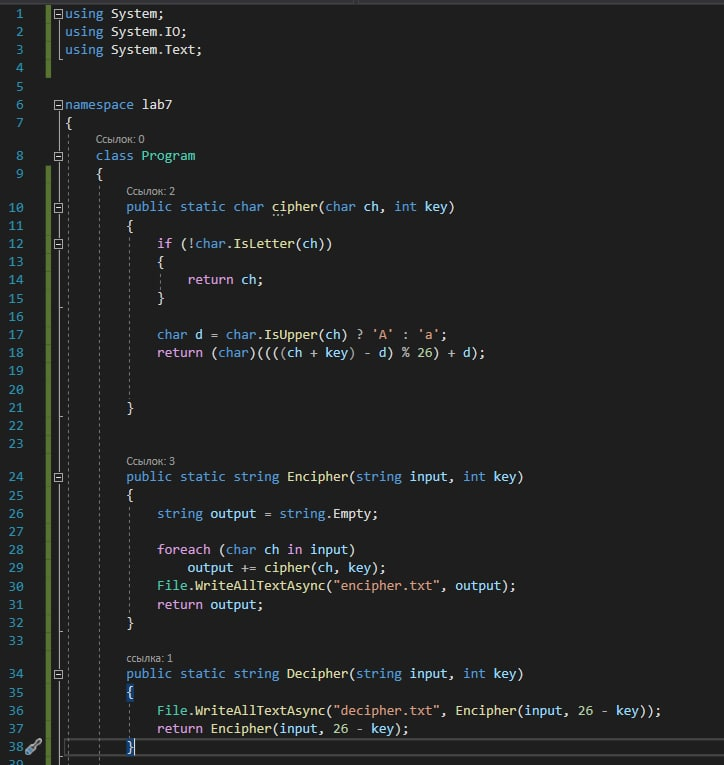 1 using System;
2 using System.IO;
3 using System.Text;
4
5
6 namespace lab7
7 {
Ссылок: 0
8 class Program
9 {
Ссылок: 2
10 public static char cipher(char ch, int key)
11 {
12 if (!char.IsLetter(ch))
13 {
14 return ch;
15 }
16
17 char d = char.IsUpper(ch) ? 'A' : 'a';
18 return (char)((((ch + key) - d) % 26) + d);
19
20
21 }
22
23
Ссылок: 3
24 public static string Encipher(string input, int key)
25 {
26 string output = string.Empty;
27
28 foreach (char ch in input)
29 output += cipher(ch, key);
30 File.WriteAllTextAsync("encipher.txt", output);
31 return output;
32 }
33
ссылка: 1
34 public static string Decipher(string input, int key)
35 {
36 File.WriteAllTextAsync("decipher.txt", Encipher(input, 26 - key));
37 return Encipher(input, 26 - key);
38 }
39